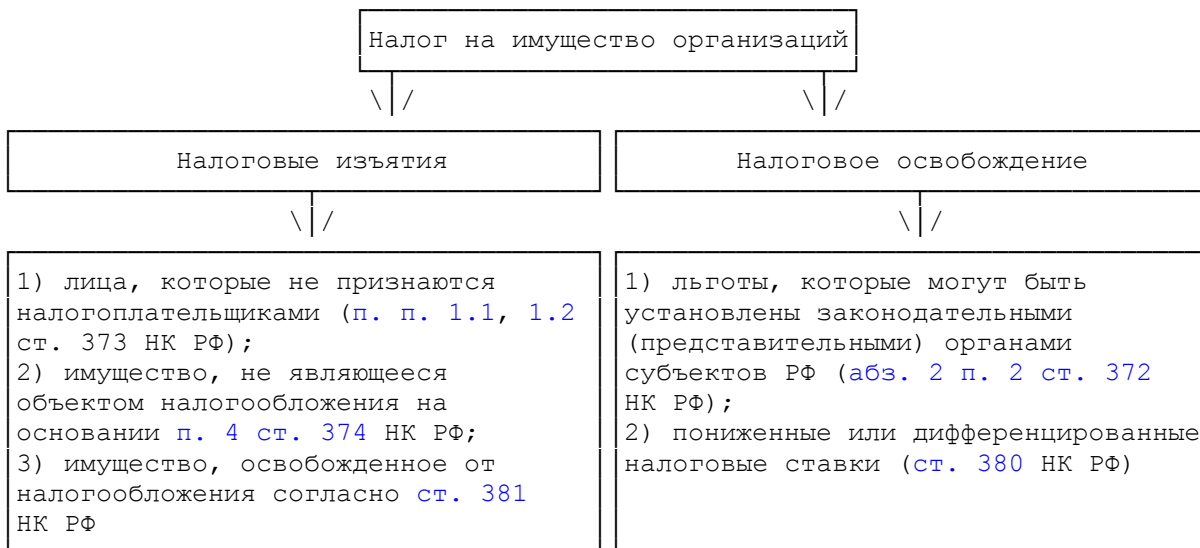 Налог на имущество организаций
Налоговые изъятия
Налоговое освобождение
1) лица, которые не признаются
налогоплательщиками (п. п. 1.1, 1.2
ст. 373 НК РФ);
2) имущество, не являющееся
объектом налогообложения на
основании п. 4 ст. 374 НК РФ;
3) имущество, освобожденное от
налогообложения согласно ст. 381
НК РФ
1) льготы, которые могут быть
установлены законодательными
(представительными) органами
субъектов РФ (абз. 2 п. 2 ст. 372
НК РФ);
2) пониженные или дифференцированные
налоговые ставки (ст. 380 НК РФ)